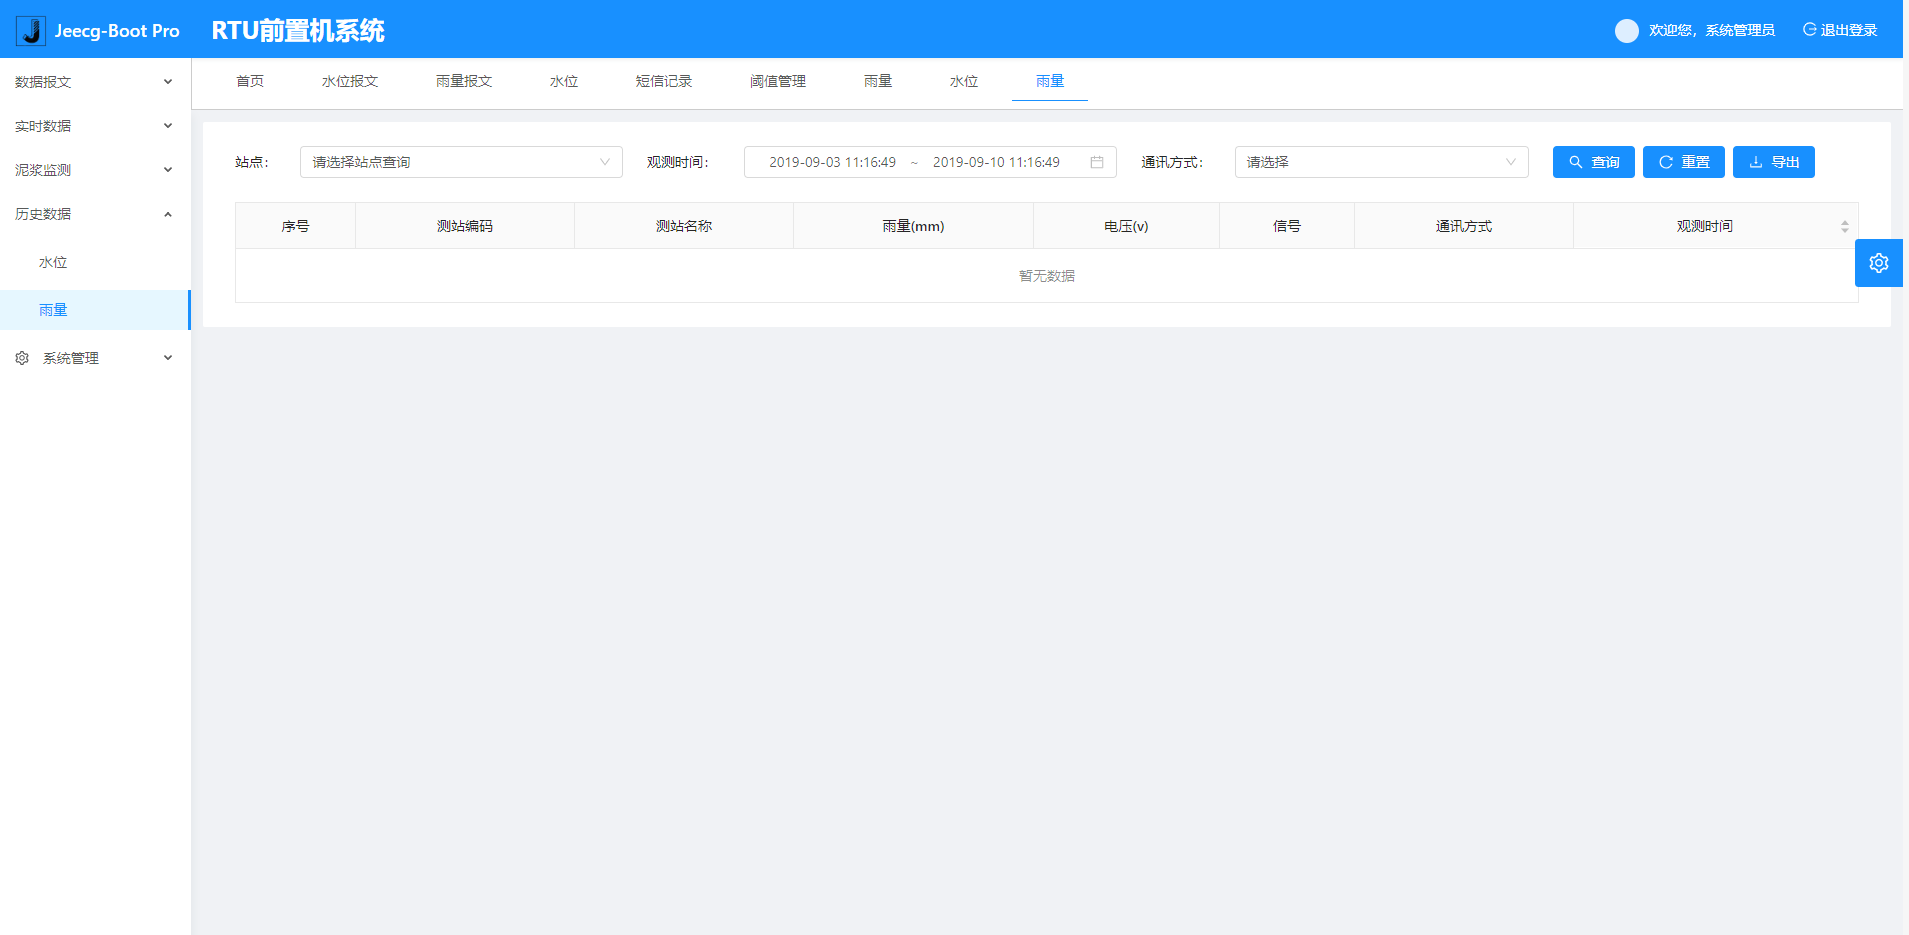 Jeecg-Boot Pro
RTU前置机系统
欢迎您，系统管理员
退出登录
数据报文
实时数据
泥浆监测
历史数据
水位
雨量
系统管理
首页 水位报文 雨量报文 水位 短信记录 阈值管理 雨量 水位 雨量
站点： 请选择站点查询 观测时间： 2019-09-03 11:16:49 ~ 2019-09-10 11:16:49 通讯方式： 请选择 查询 重置 导出
序号 测站编码 测站名称 雨量(mm) 电压(v) 信号 通讯方式 观测时间
暂无数据